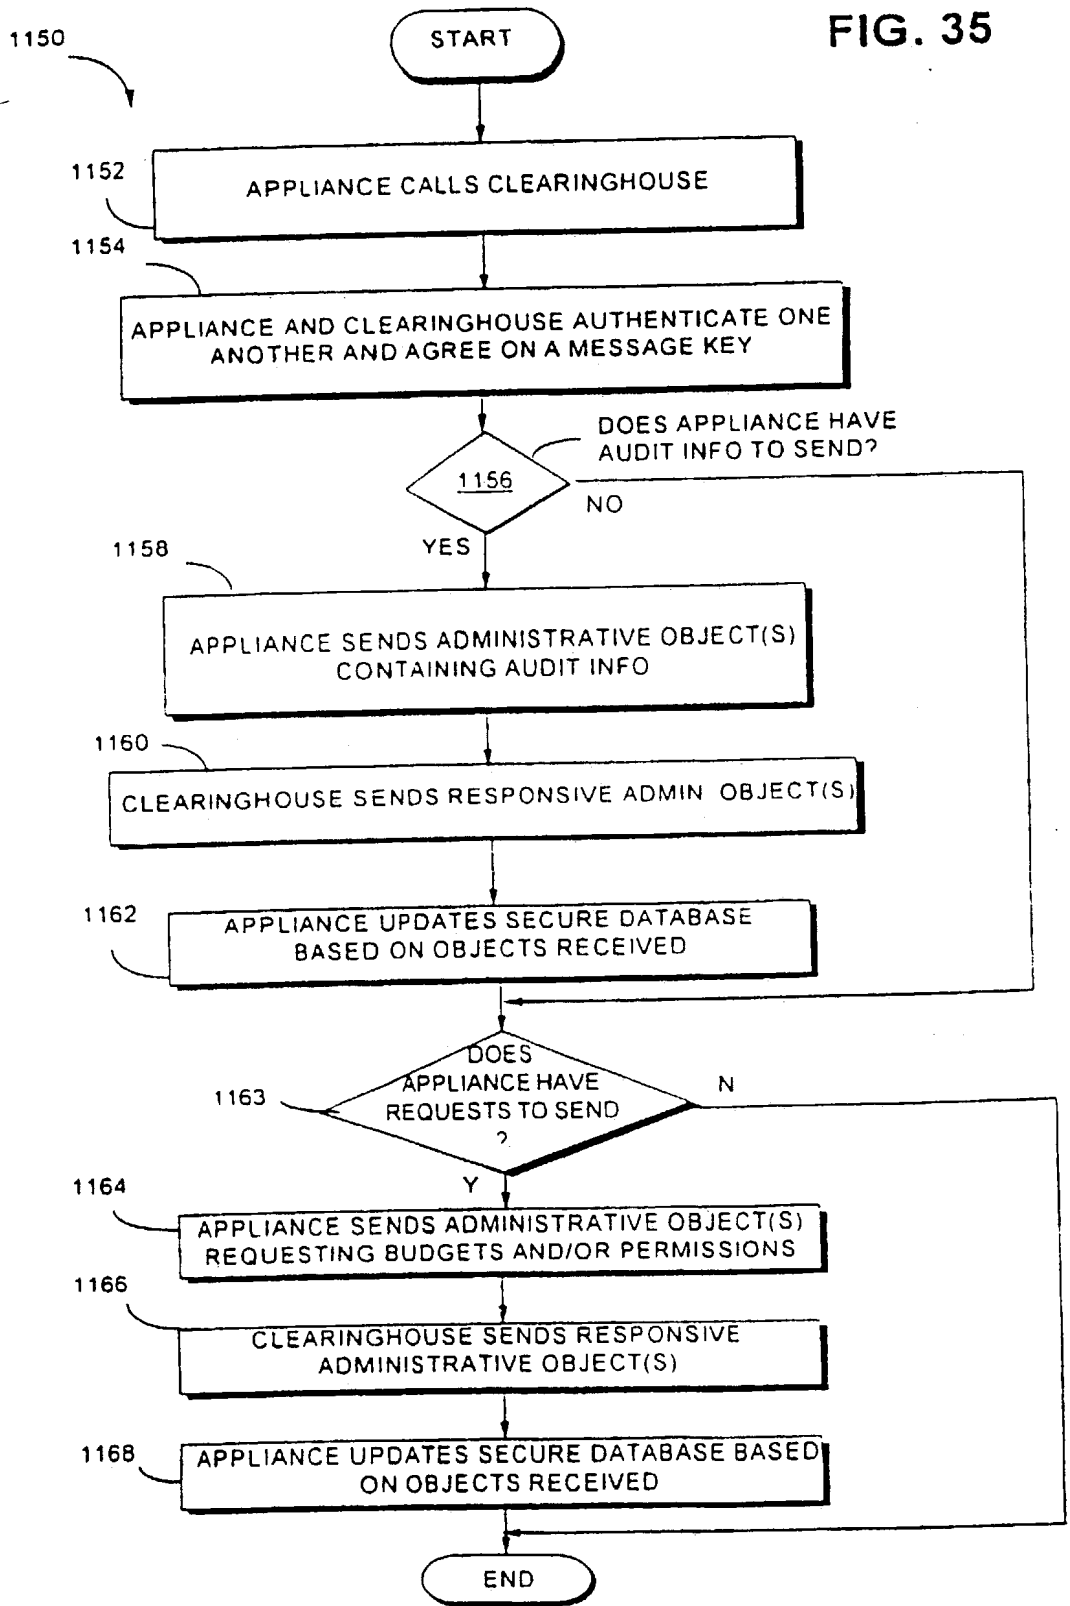 FIG. 35
1150
START
1152
APPLIANCE CALLS CLEARINGHOUSE
1154
APPLIANCE AND CLEARINGHOUSE AUTHENTICATE ONE
ANOTHER AND AGREE ON A MESSAGE KEY
DOES APPLIANCE HAVE
AUDIT INFO TO SEND?
1156
NO
YES
1158
APPLIANCE SENDS ADMINISTRATIVE OBJECT(S)
CONTAINING AUDIT INFO
1160
CLEARINGHOUSE SENDS RESPONSIVE ADMIN OBJECT(S)
1162
APPLIANCE UPDATES SECURE DATABASE
BASED ON OBJECTS RECEIVED
DOES
APPLIANCE HAVE
REQUESTS TO SEND
?
1163
N
Y
1164
APPLIANCE SENDS ADMINISTRATIVE OBJECT(S)
REQUESTING BUDGETS AND/OR PERMISSIONS
1166
CLEARINGHOUSE SENDS RESPONSIVE
ADMINISTRATIVE OBJECT(S)
1168
APPLIANCE UPDATES SECURE DATABASE BASED
ON OBJECTS RECEIVED
END